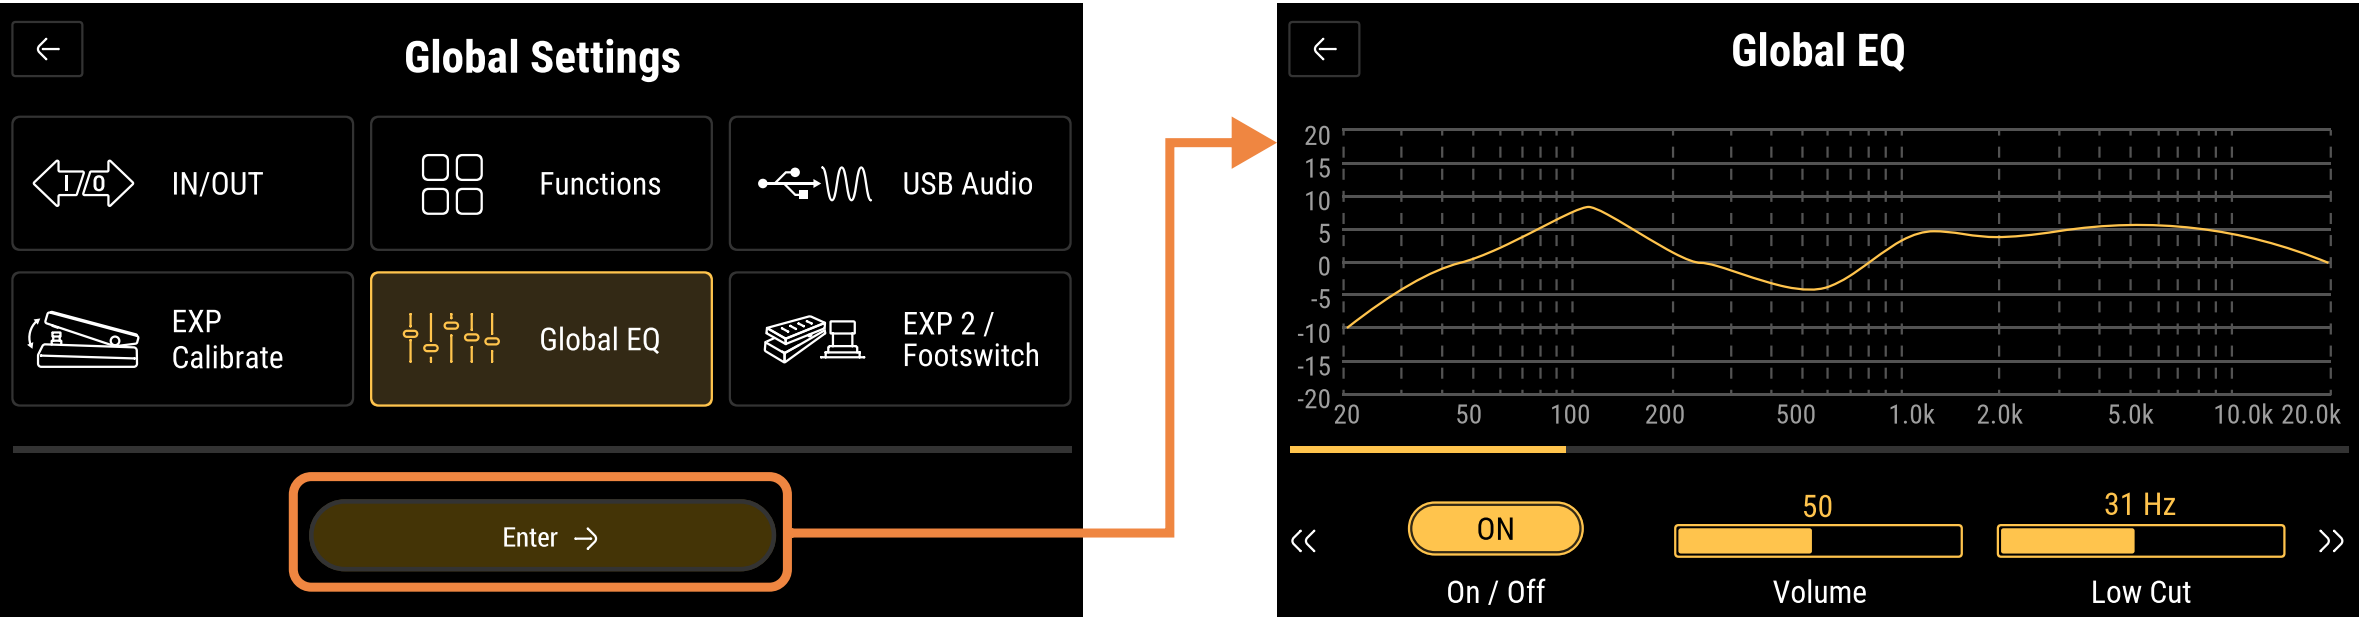 Global Settings
I/O
IN/OUT
Functions
USB Audio
EXP
Calibrate
Global EQ
EXP 2 /
Footswitch
Enter
Global EQ
20
15
10
5
0
-5
-10
-15
-20
20 50 100 200 500 1.0k 2.0k 5.0k 10.0k 20.0k
ON
50
31 Hz
On / Off
Volume
Low Cut